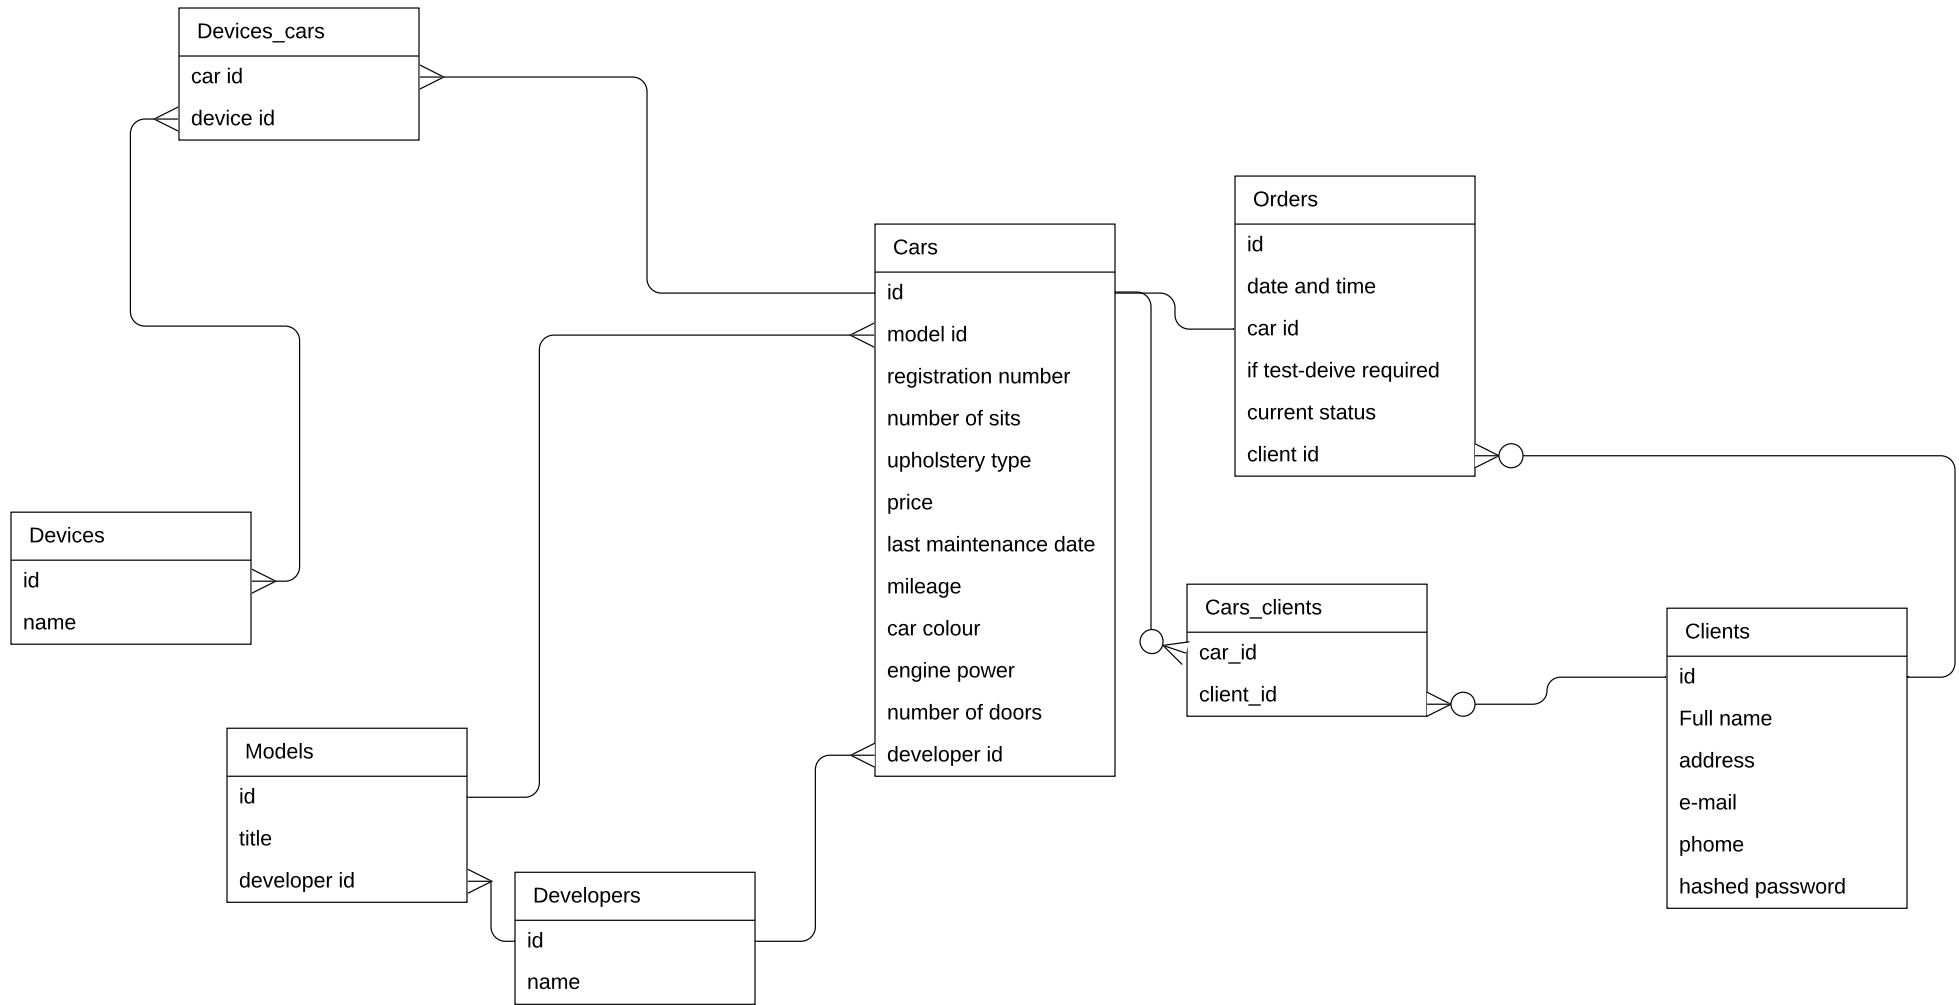 Devices_cars
car id
device id
Orders
id
date and time
car id
if test-deive required
current status
client id
Cars
id
model id
registration number
number of sits
upholstery type
price
last maintenance date
mileage
car colour
engine power
number of doors
developer id
Devices
id
name
Cars_clients
car_id
client_id
Clients
id
Full name
address
e-mail
phome
hashed password
Models
id
title
developer id
Developers
id
name